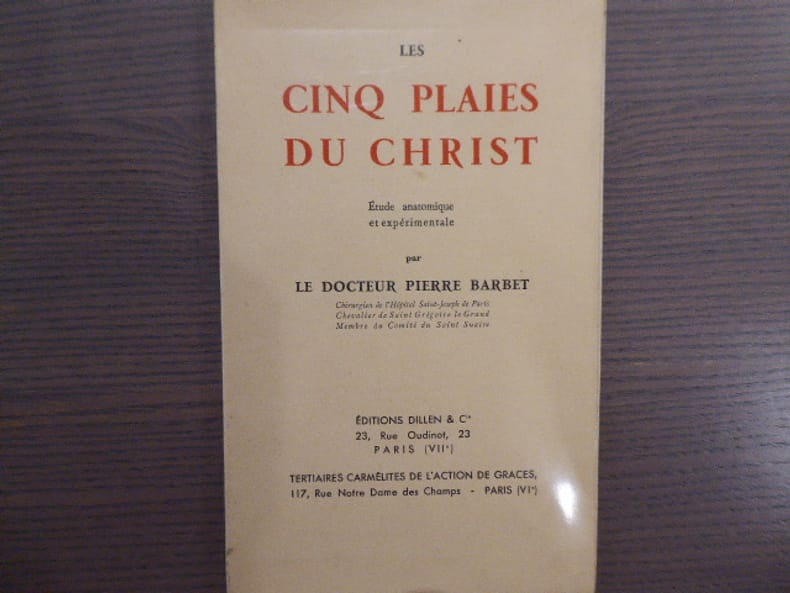 LES
CINQ PLAIES
DU CHRIST
Étude anatomique
et expérimentale
par
LE DOCTEUR PIERRE BARBET
Chirurgien de l'Hôpital Saint-Joseph de Paris
Chevalier de Saint Grégoire le Grand
Membre du Comité du Saint Suaire
ÉDITIONS DILLEN & Cie
23, Rue Oudinot, 23
PARIS (VIIe)
TERTIAIRES CARMÉLITES DE L'ACTION DE GRACES,
117, Rue Notre Dame des Champs - PARIS (VIe)